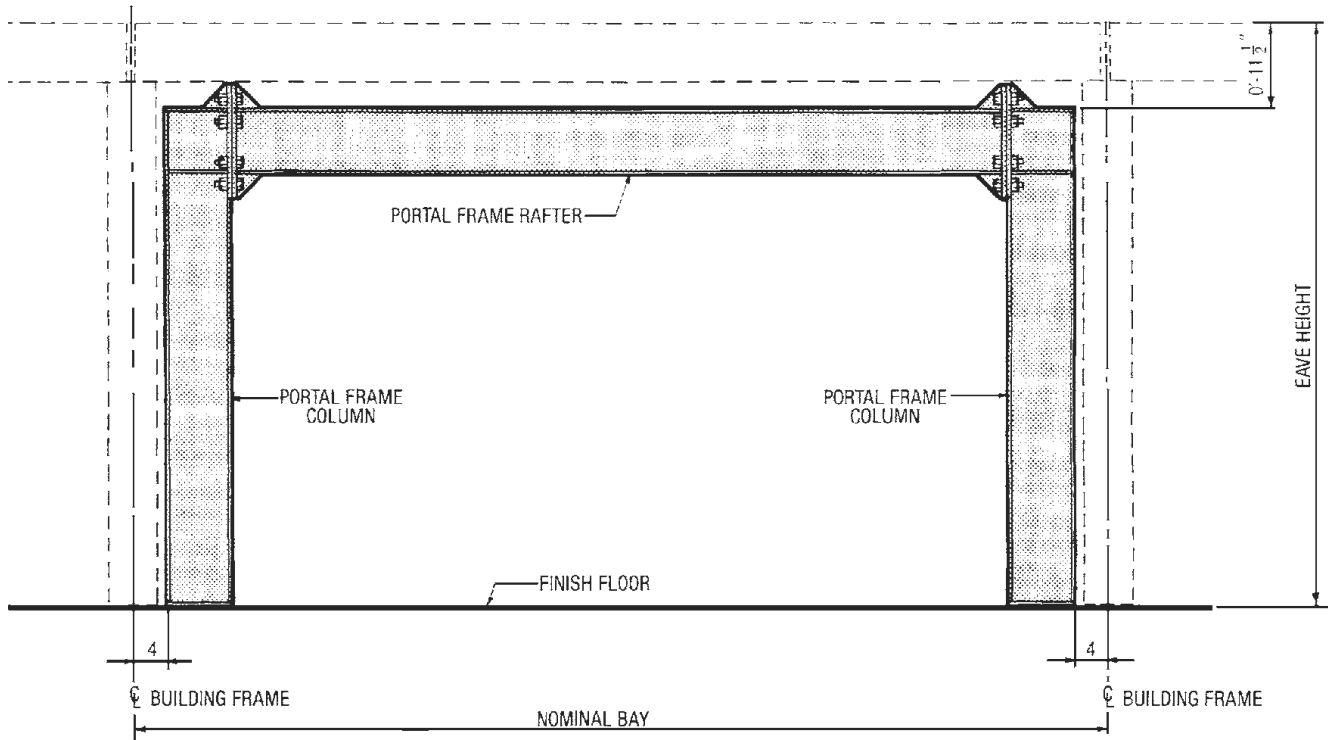 0'-11 1/2"
PORTAL FRAME RAFTER
EAVE HEIGHT
PORTAL FRAME
COLUMN
PORTAL FRAME
COLUMN
FINISH FLOOR
4
4
℄ BUILDING FRAME
℄ BUILDING FRAME
NOMINAL BAY